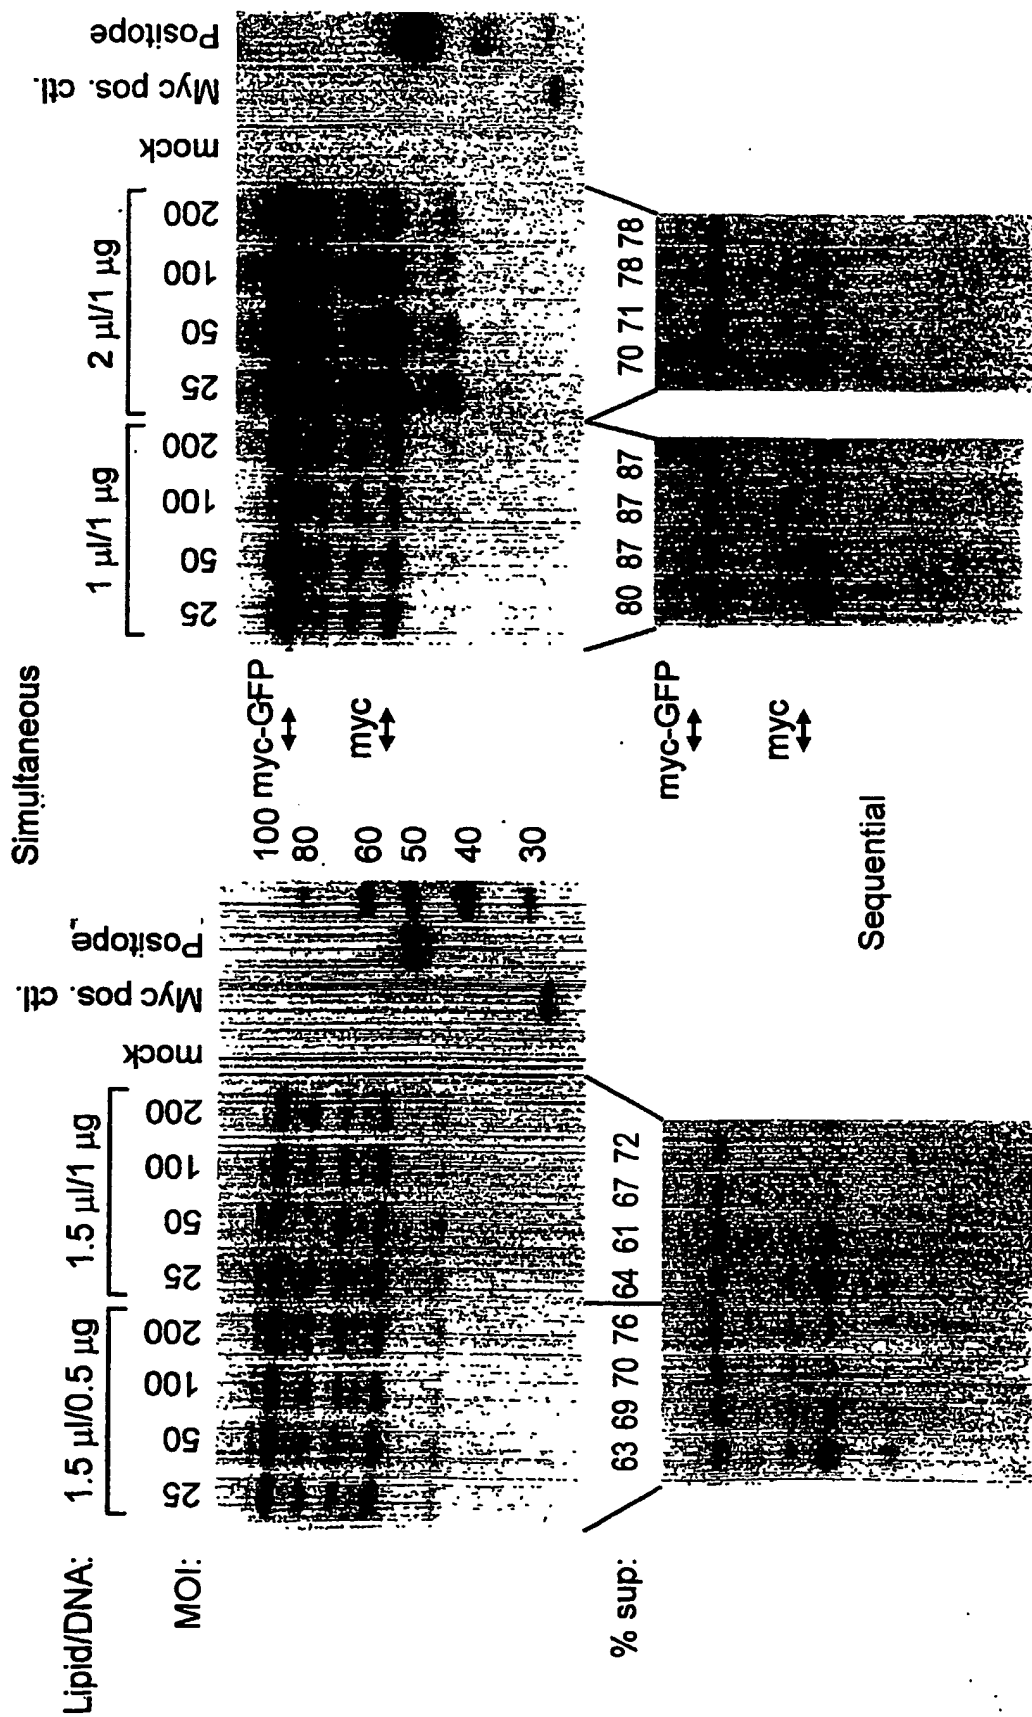 Simultaneous
Lipid/DNA:
1.5 µl/0.5 µg
1.5 µl/1 µg
MOI:
25 50 100 200 25 50 100 200 mock Myc pos. ctl. Positope
100
80
60
50
40
30
myc-GFP
myc
1 µl/1 µg
2 µl/1 µg
25 50 100 200 25 50 100 200 mock Myc pos. ctl. Positope
% sup:
63 69 70 76 64 61 67 72
myc-GFP
myc
80 87 87 87 70 71 78 78
Sequential